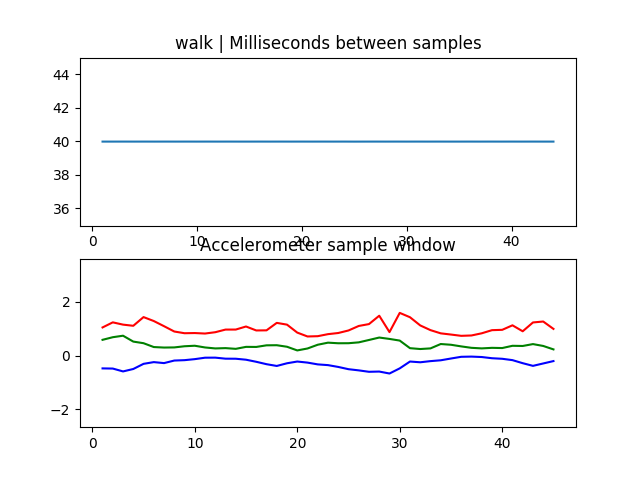 walk | Milliseconds between samples
44
42
40
38
36
0 10 20 30 40
Accelerometer sample window
2
0
−2
0 10 20 30 40